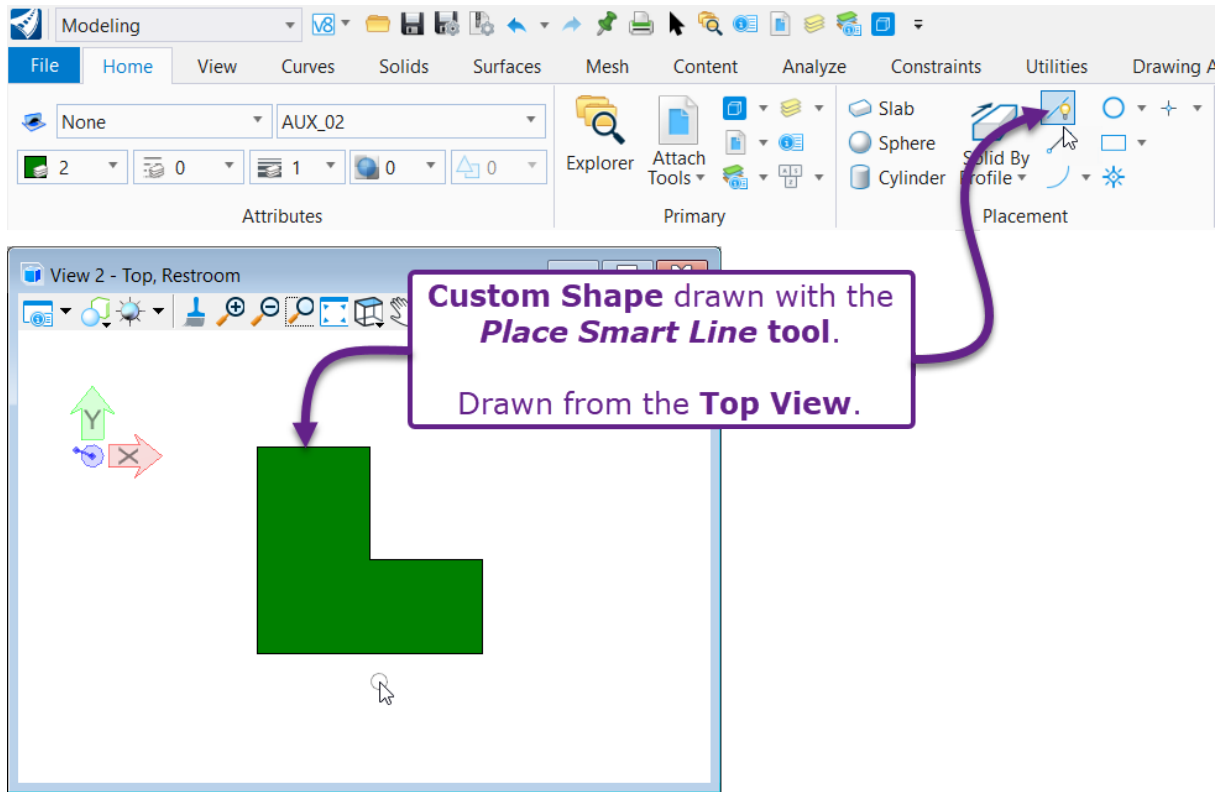 Modeling
V8
File Home View Curves Solids Surfaces Mesh Content Analyze Constraints Utilities Drawing A
None AUX_02
2 0 1 0 0
Attributes
Explorer
Attach
Tools
Primary
Slab
Sphere
Cylinder
Solid By
Profile
Placement
View 2 - Top, Restroom
Custom Shape drawn with the
Place Smart Line tool.
Drawn from the Top View.
Y
X